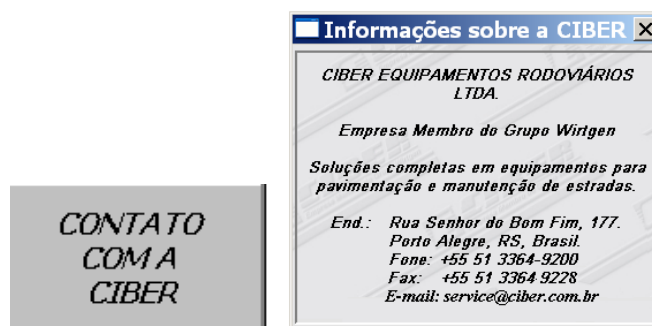 CONTATO
COM A
CIBER
Informações sobre a CIBER
CIBER EQUIPAMENTOS RODOVIÁRIOS
LTDA.
Empresa Membro do Grupo Wirtgen
Soluções completas em equipamentos para
pavimentação e manutenção de estradas.
End.: Rua Senhor do Bom Fim, 177.
Porto Alegre, RS, Brasil.
Fone: +55 51 3364-9200
Fax: +55 51 3364 9228
E-mail: service@ciber.com.br